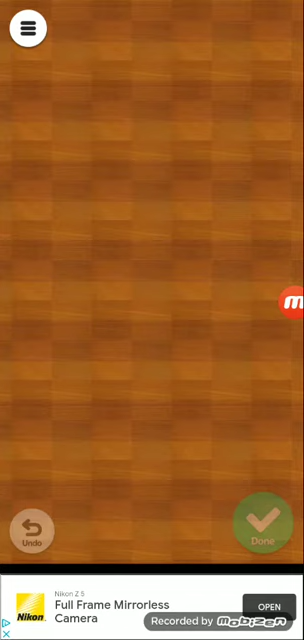 Undo
Done
Nikon Z 5
Full Frame Mirrorless
Camera
Nikon
OPEN
Recorded by mobizen